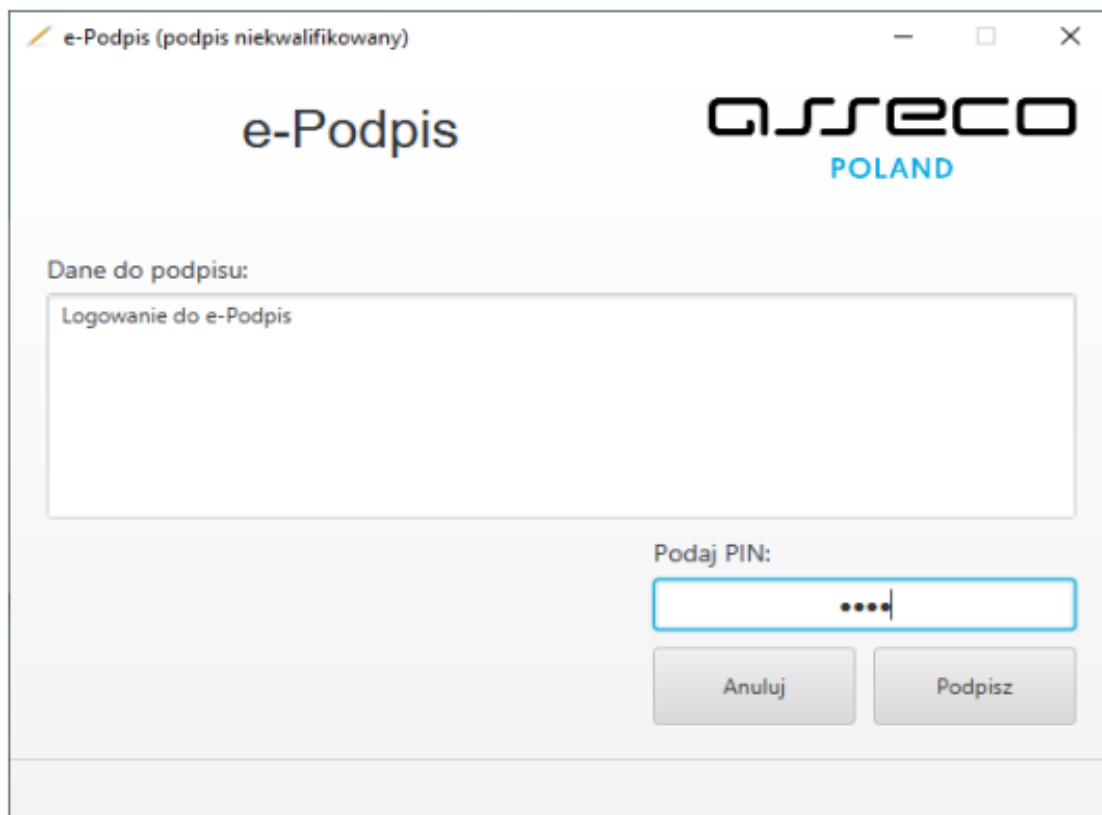 e-Podpis (podpis niekwalifikowany)
e-Podpis
asseco
POLAND
Dane do podpisu:
Logowanie do e-Podpis
Podaj PIN:
••••
Anuluj
Podpisz